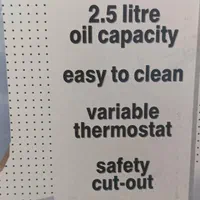 2.5 litre
oil capacity
easy to clean
variable
thermostat
safety
cut-out